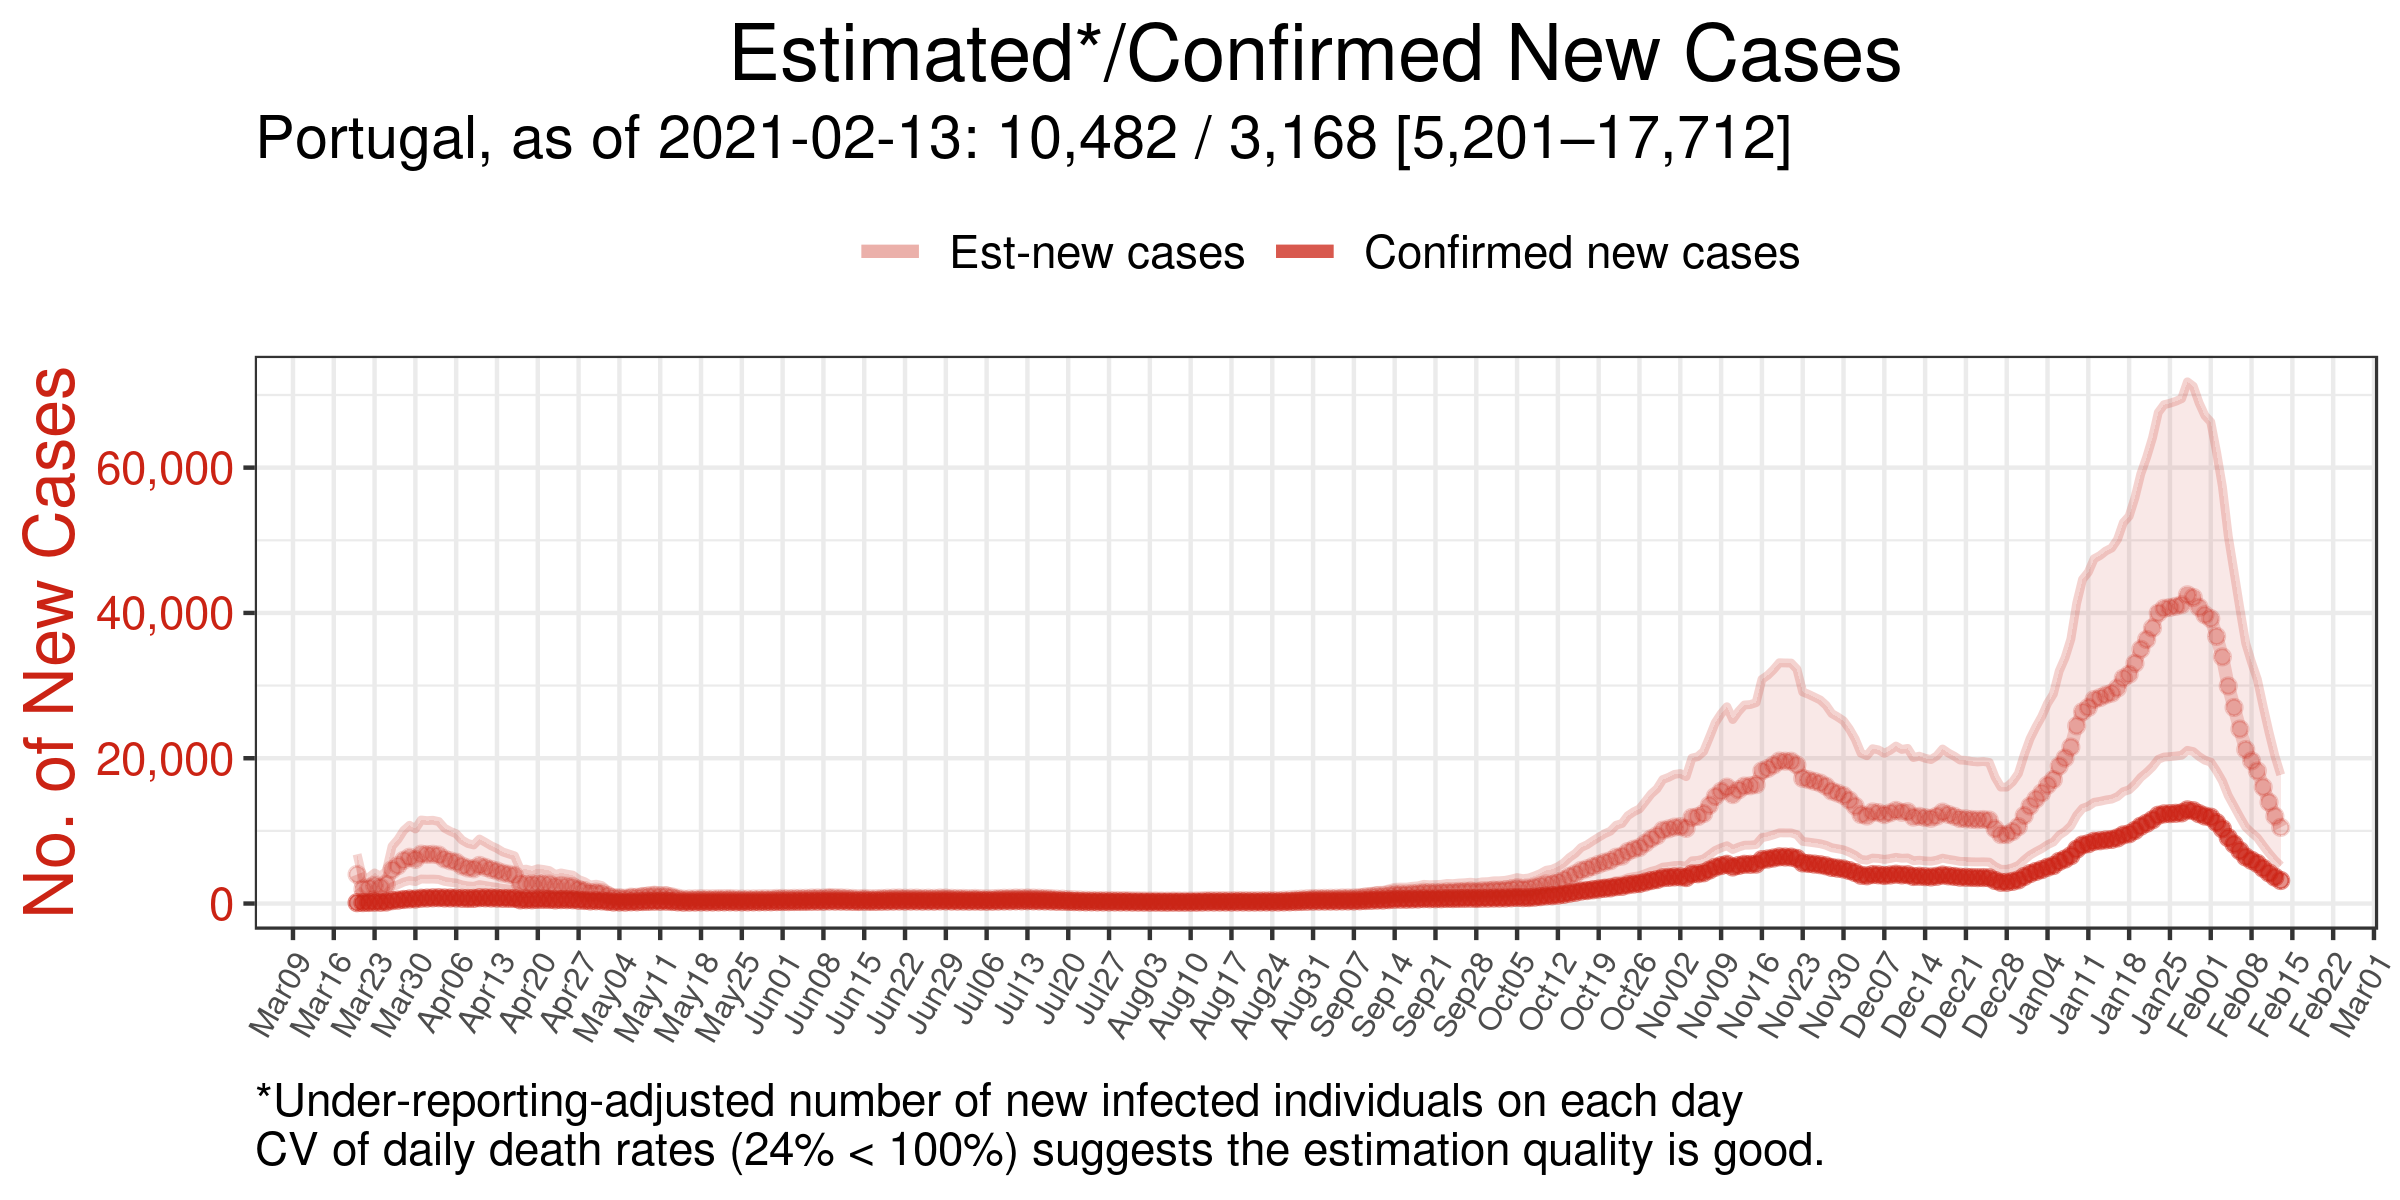 Estimated*/Confirmed New Cases
Portugal, as of 2021-02-13: 10,482 / 3,168 [5,201–17,712]
Est-new cases
Confirmed new cases
No. of New Cases
60,000
40,000
20,000
0
Mar09
Mar16
Mar23
Mar30
Apr06
Apr13
Apr20
Apr27
May04
May11
May18
May25
Jun01
Jun08
Jun15
Jun22
Jun29
Jul06
Jul13
Jul20
Jul27
Aug03
Aug10
Aug17
Aug24
Aug31
Sep07
Sep14
Sep21
Sep28
Oct05
Oct12
Oct19
Oct26
Nov02
Nov09
Nov16
Nov23
Nov30
Dec07
Dec14
Dec21
Dec28
Jan04
Jan11
Jan18
Jan25
Feb01
Feb08
Feb15
Feb22
Mar01
*Under-reporting-adjusted number of new infected individuals on each day
CV of daily death rates (24% < 100%) suggests the estimation quality is good.